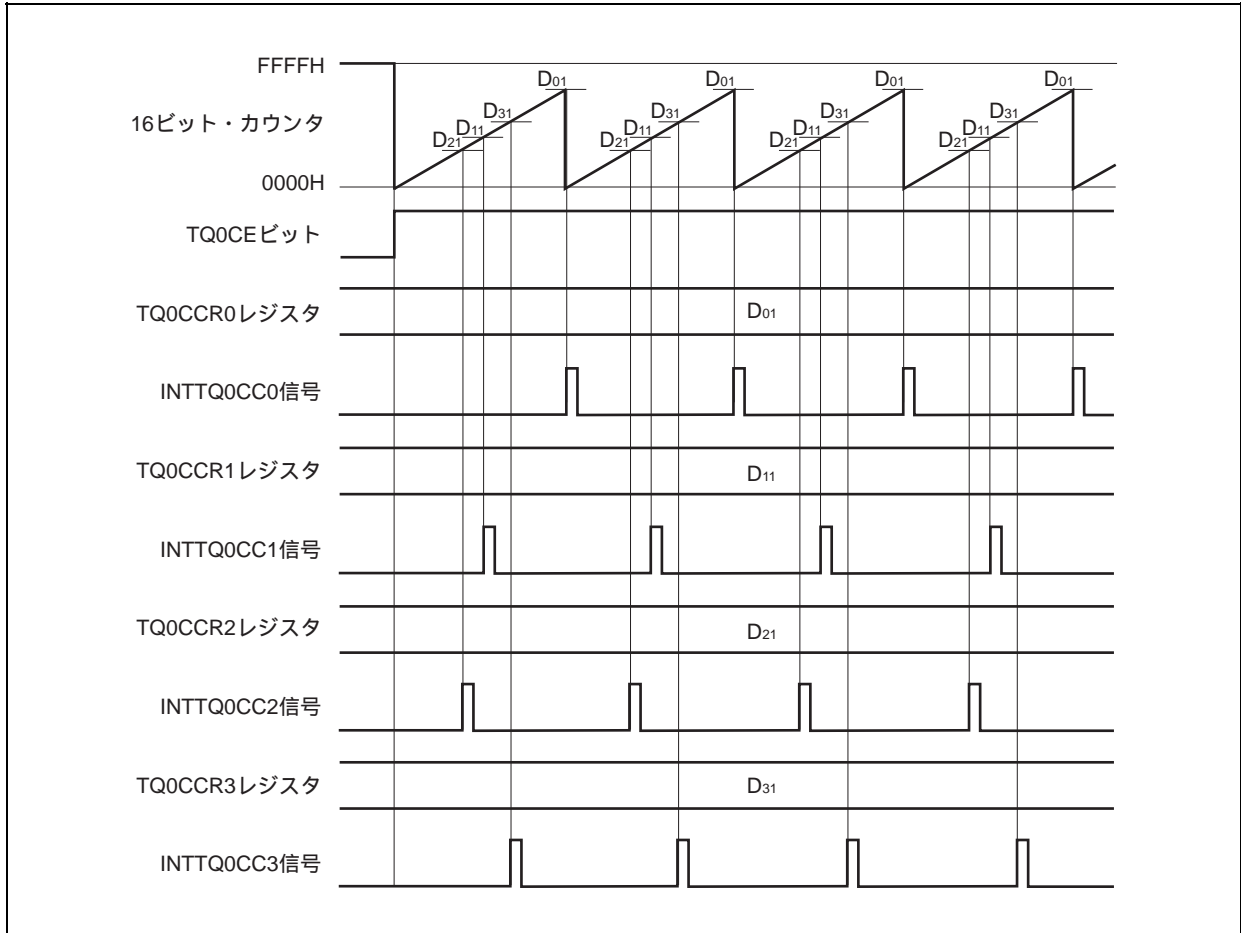 FFFFH
D01 D01 D01 D01
16ビット・カウンタ
D31 D31 D31 D31
D11 D11 D11 D11
D21 D21 D21 D21
0000H
TQ0CEビット
TQ0CCR0レジスタ
D01
INTTQ0CC0信号
TQ0CCR1レジスタ
D11
INTTQ0CC1信号
TQ0CCR2レジスタ
D21
INTTQ0CC2信号
TQ0CCR3レジスタ
D31
INTTQ0CC3信号